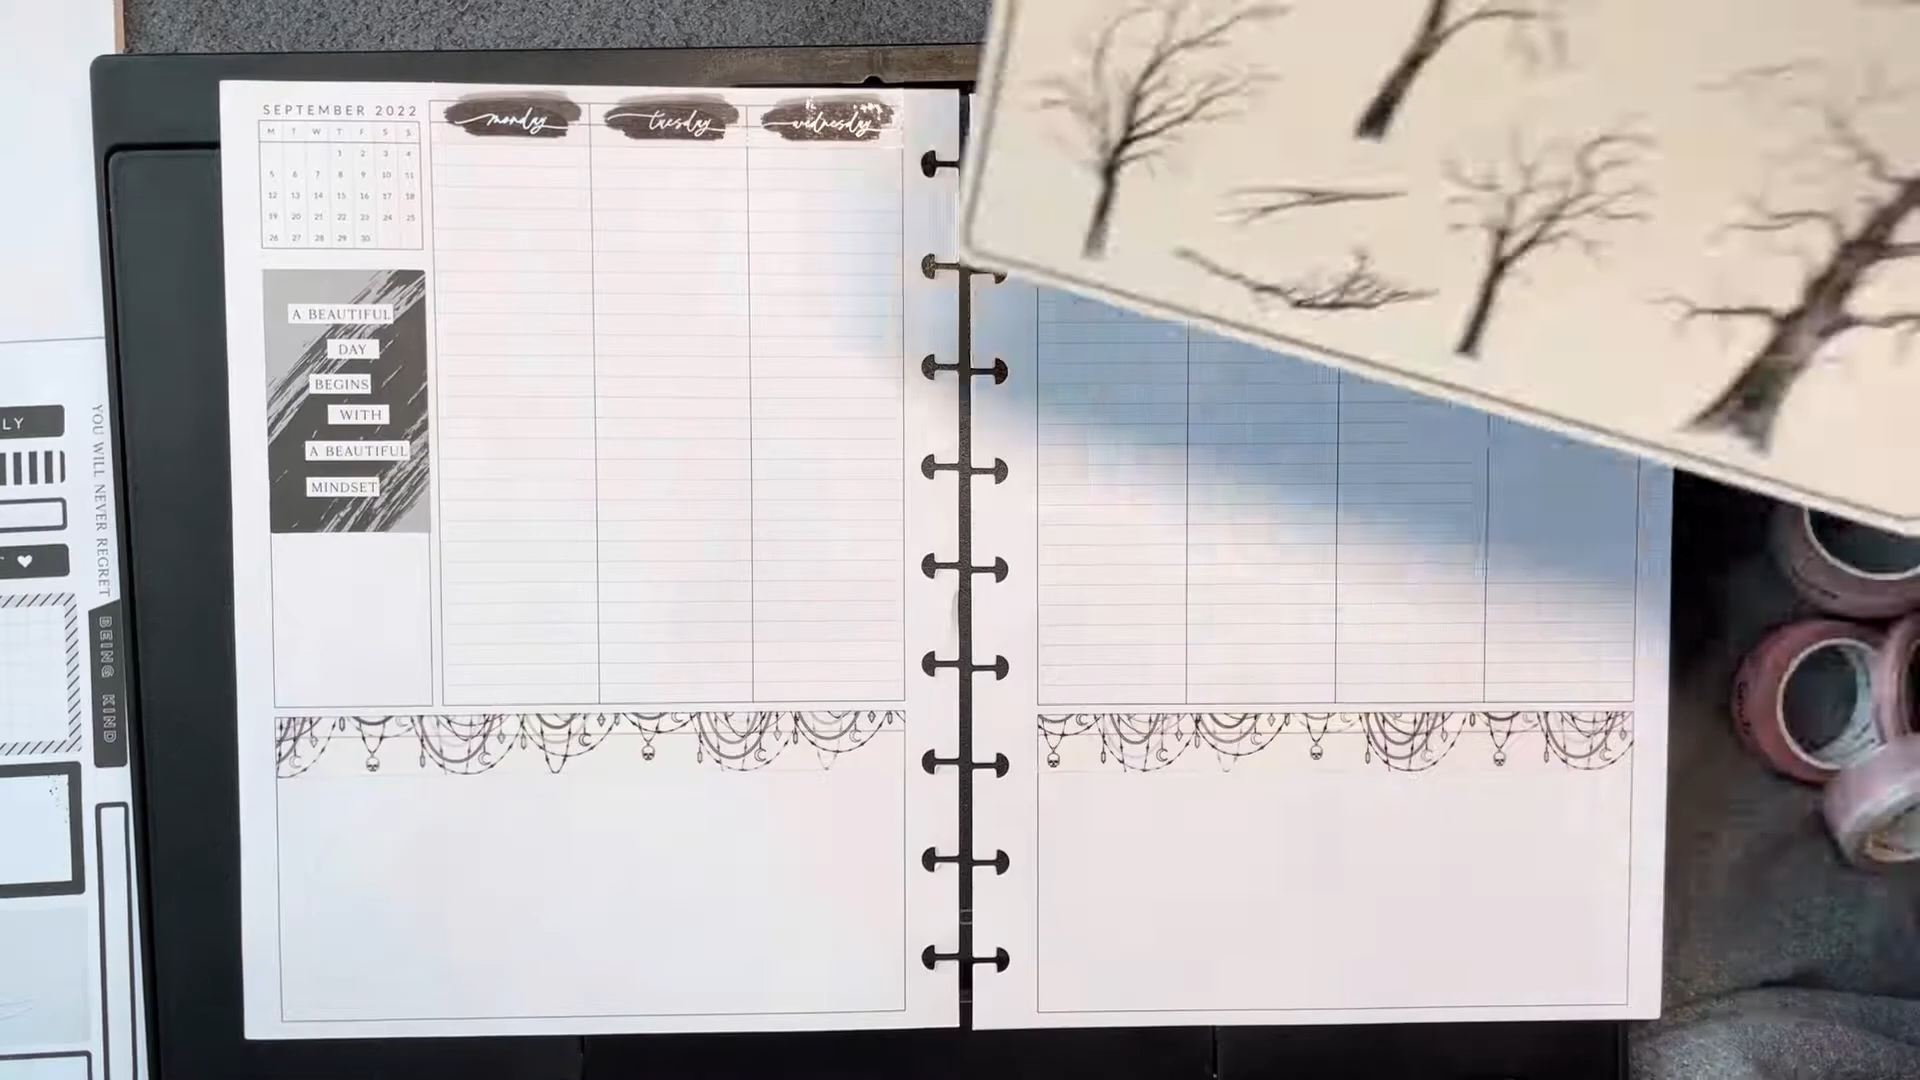 SEPTEMBER 2022
M T W T F S S
1 2 3 4
5 6 7 8 9 10 11
12 13 14 15 16 17 18
19 20 21 22 23 24 25
26 27 28 29 30
monday
tuesday
wednesday
A BEAUTIFUL
DAY
BEGINS
WITH
A BEAUTIFUL
MINDSET
LY
YOU WILL NEVER REGRET
BEING KIND